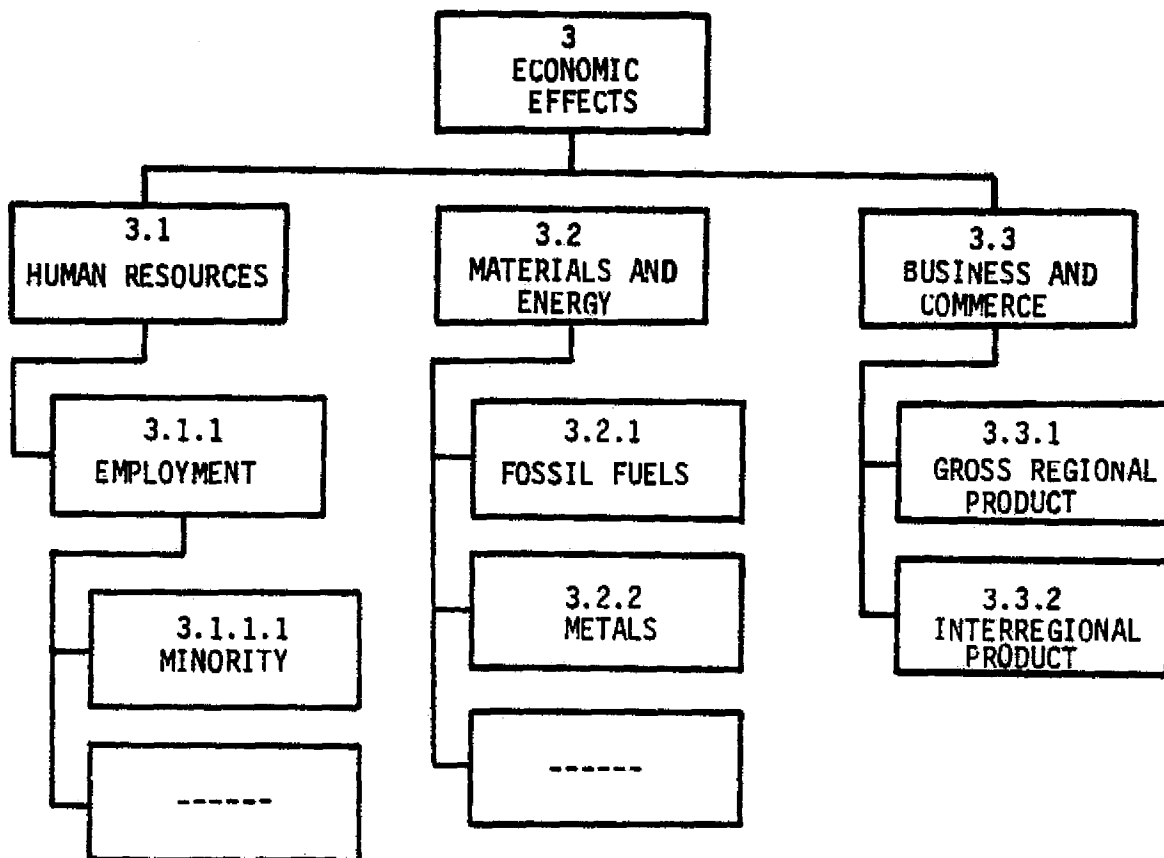 3
ECONOMIC
EFFECTS
3.1
HUMAN RESOURCES
3.2
MATERIALS AND
ENERGY
3.3
BUSINESS AND
COMMERCE
3.1.1
EMPLOYMENT
3.1.1.1
MINORITY
------
3.2.1
FOSSIL FUELS
3.2.2
METALS
------
3.3.1
GROSS REGIONAL
PRODUCT
3.3.2
INTERREGIONAL
PRODUCT